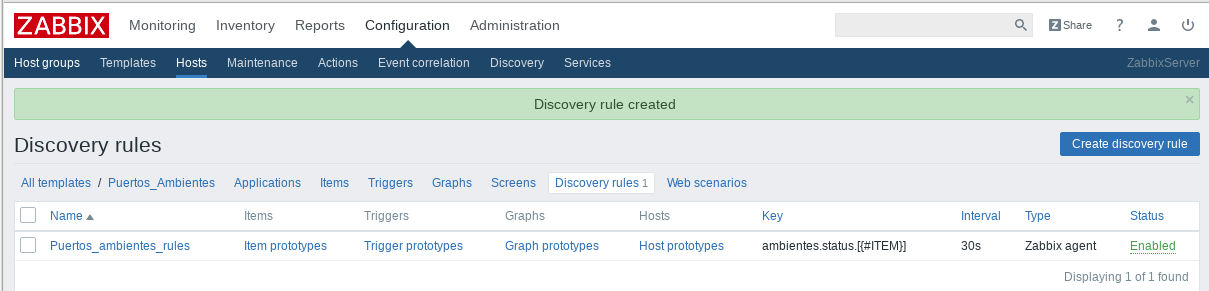 ZABBIX Monitoring Inventory Reports Configuration Administration Z Share ?
Host groups Templates Hosts Maintenance Actions Event correlation Discovery Services ZabbixServer
Discovery rule created ×
Discovery rules Create discovery rule
All templates / Puertos_Ambientes Applications Items Triggers Graphs Screens Discovery rules 1 Web scenarios
Name Items Triggers Graphs Hosts Key Interval Type Status
Puertos_ambientes_rules Item prototypes Trigger prototypes Graph prototypes Host prototypes ambientes.status.[{#ITEM}] 30s Zabbix agent Enabled
Displaying 1 of 1 found